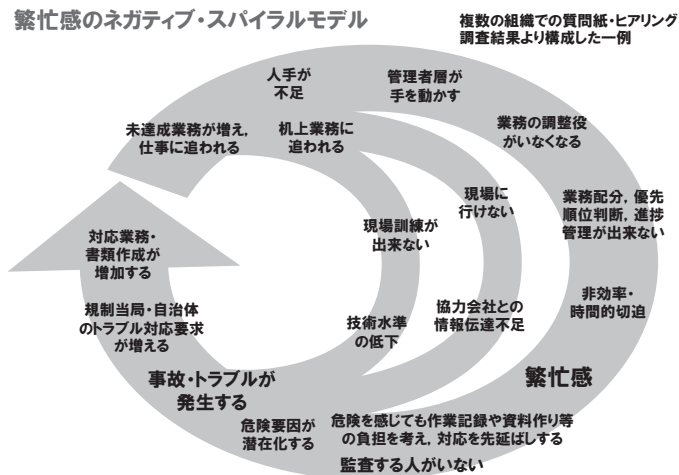 繁忙感のネガティブ・スパイラルモデル
複数の組織での質問紙・ヒアリング
調査結果より構成した一例
人手が
不足
管理者層が
手を動かす
未達成業務が増え,
仕事に追われる
机上業務に
追われる
業務の調整役
がいなくなる
現場に
行けない
業務配分, 優先
順位判断, 進捗
管理が出来ない
現場訓練が
出来ない
対応業務・
書類作成が
増加する
非効率・
時間的切迫
規制当局・自治体
のトラブル対応要求
が増える
技術水準
の低下
協力会社との
情報伝達不足
事故・トラブルが
発生する
繁忙感
危険要因が
潜在化する
危険を感じても作業記録や資料作り等
の負担を考え, 対応を先延ばしする
監査する人がいない